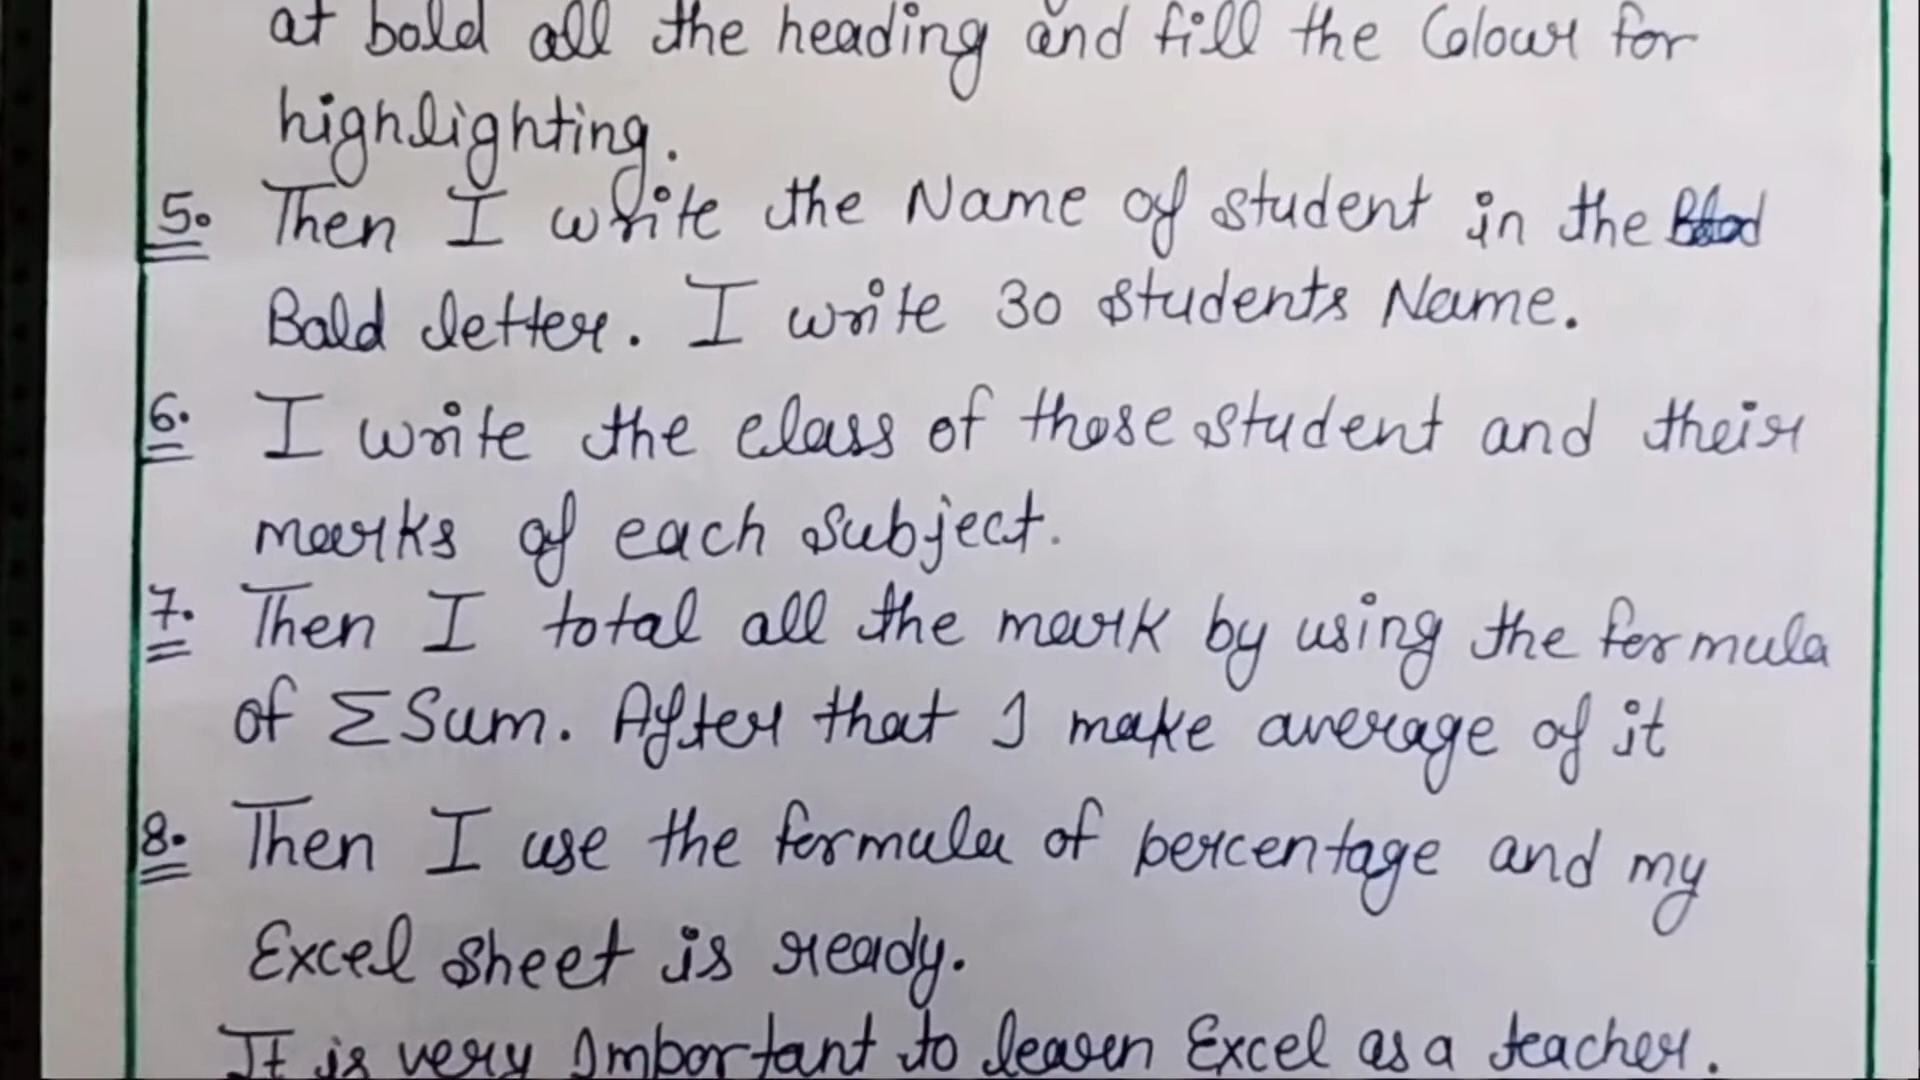 at bold all the heading and fill the Colour for
highlighting.
5. Then I write the Name of student in the
Bold letter. I write 30 students Name.
6. I write the class of those student and their
marks of each subject.
7. Then I total all the mark by using the formula
of ΣSum. After that I make average of it
8. Then I use the formula of percentage and my
Excel sheet is ready.
It is very Important to learn Excel as a teacher.